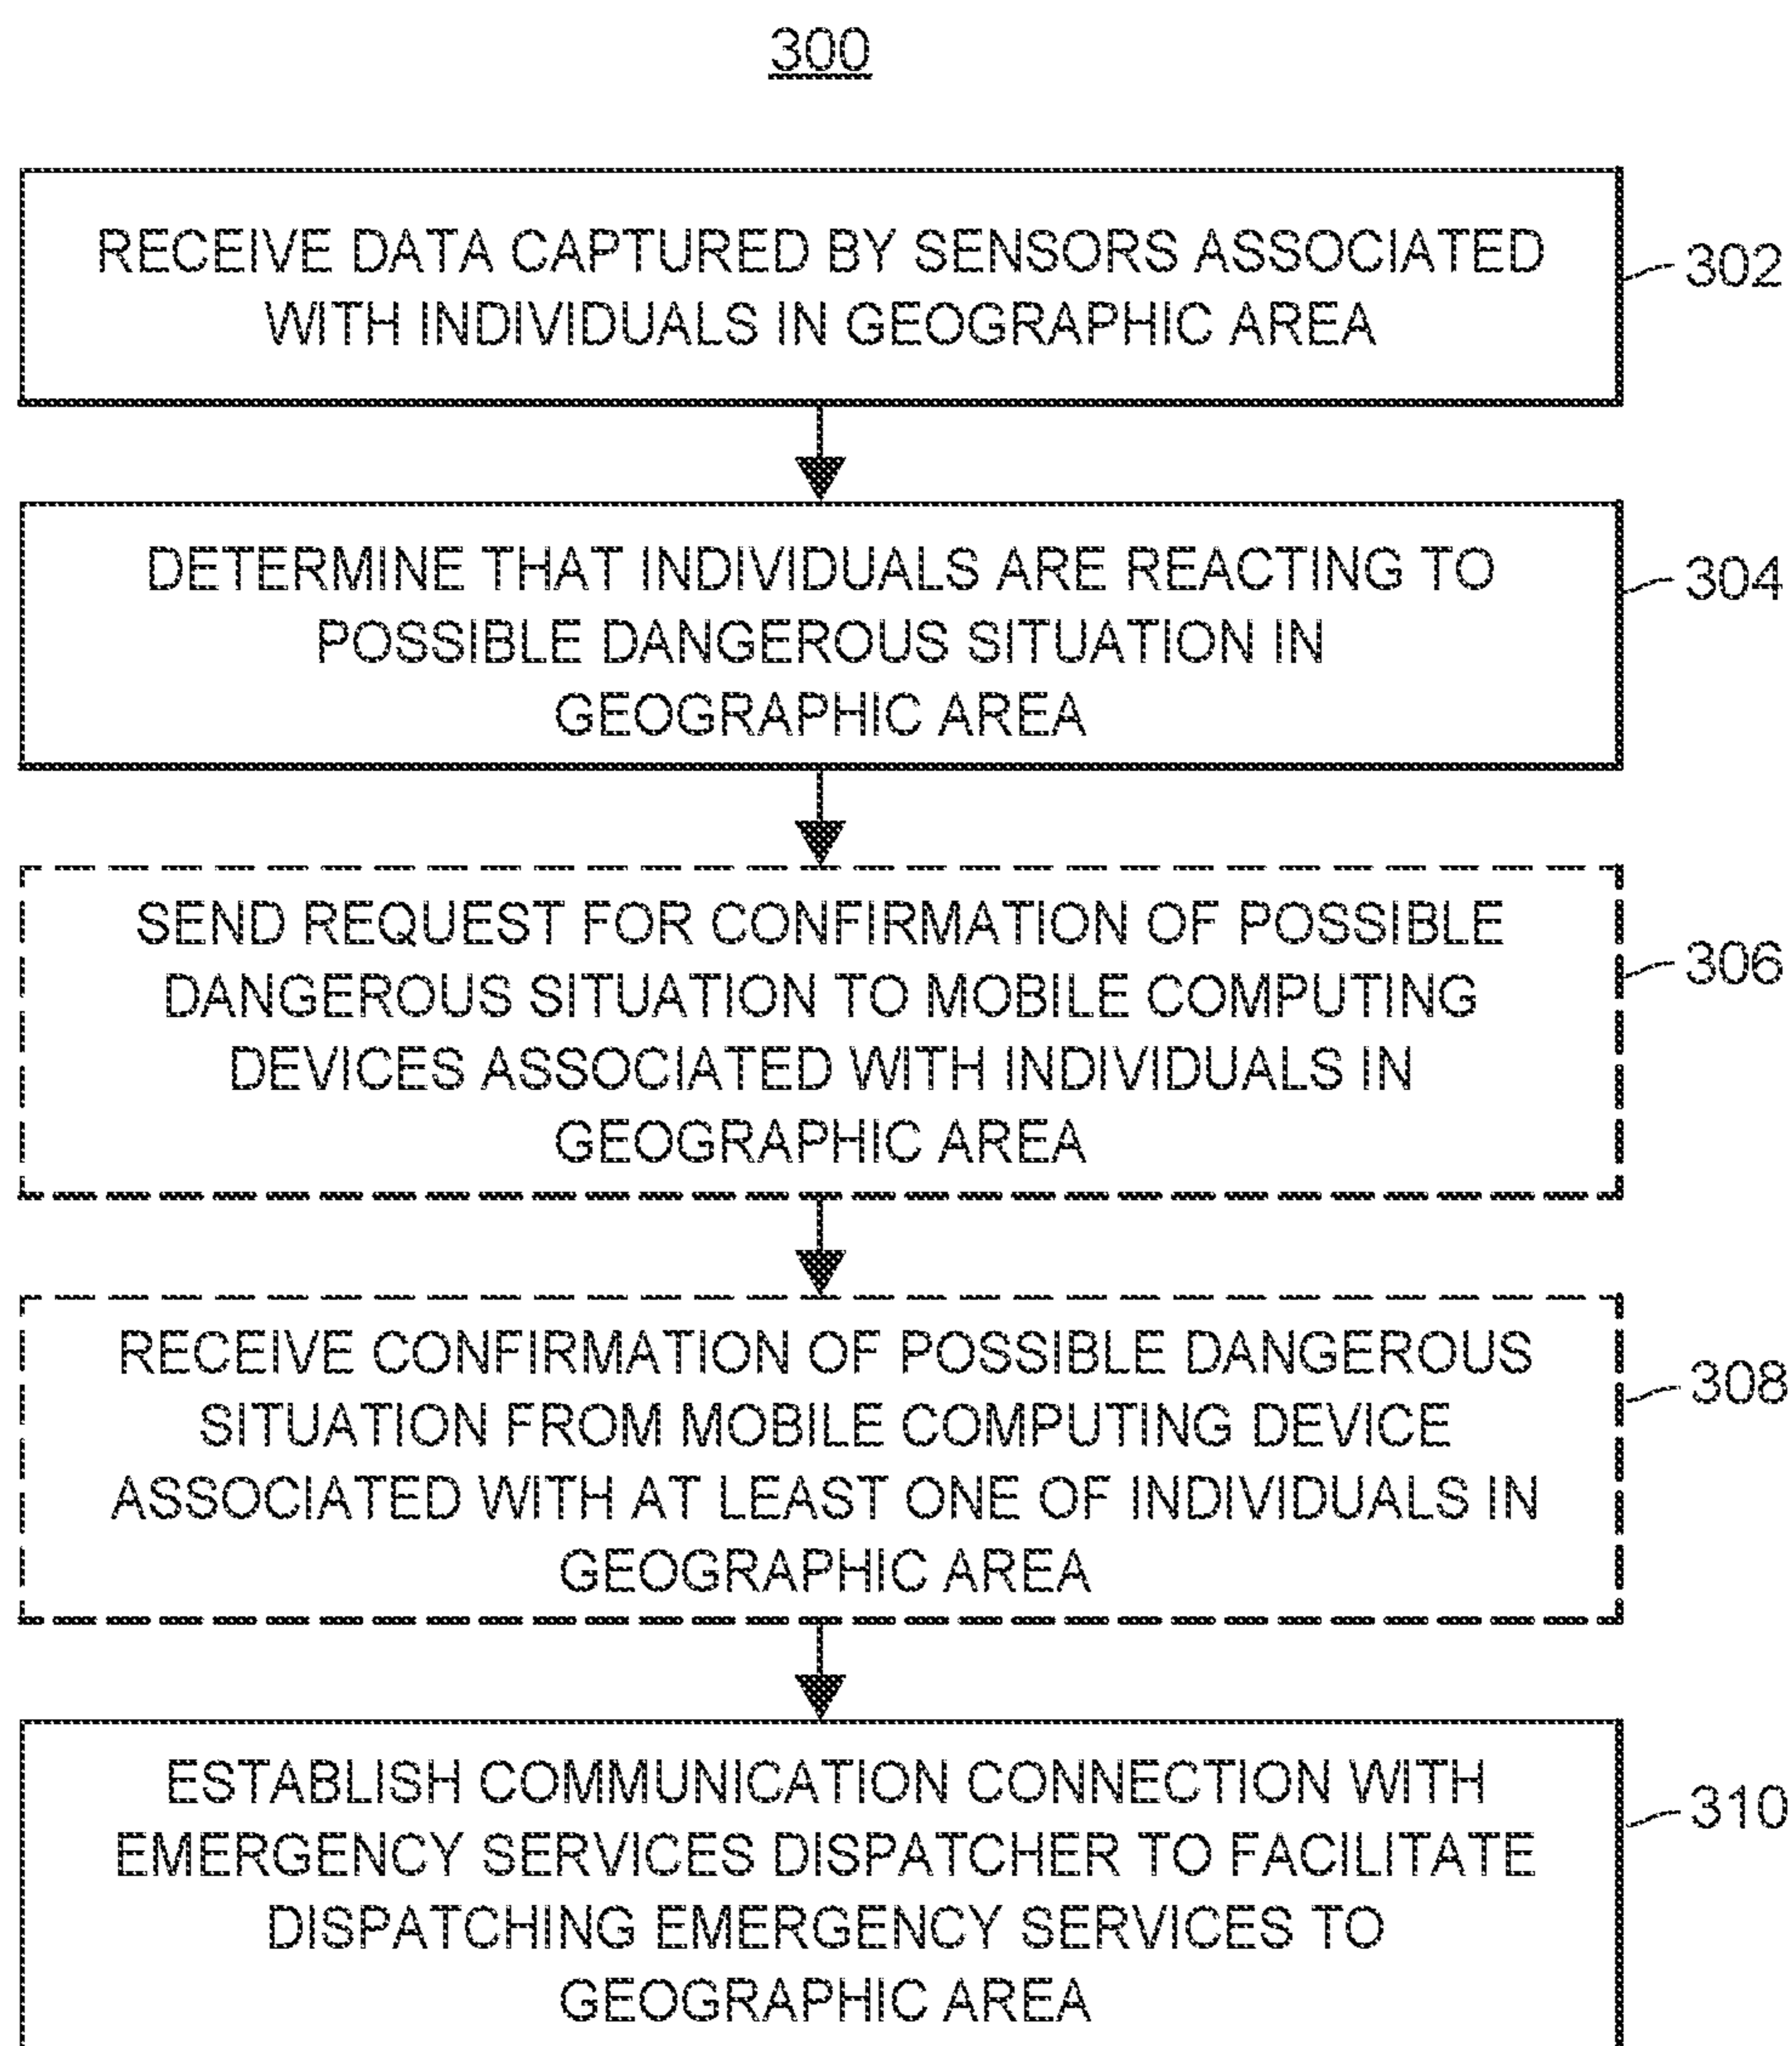 300
RECEIVE DATA CAPTURED BY SENSORS ASSOCIATED
WITH INDIVIDUALS IN GEOGRAPHIC AREA
302
DETERMINE THAT INDIVIDUALS ARE REACTING TO
POSSIBLE DANGEROUS SITUATION IN
GEOGRAPHIC AREA
304
SEND REQUEST FOR CONFIRMATION OF POSSIBLE
DANGEROUS SITUATION TO MOBILE COMPUTING
DEVICES ASSOCIATED WITH INDIVIDUALS IN
GEOGRAPHIC AREA
306
RECEIVE CONFIRMATION OF POSSIBLE DANGEROUS
SITUATION FROM MOBILE COMPUTING DEVICE
ASSOCIATED WITH AT LEAST ONE OF INDIVIDUALS IN
GEOGRAPHIC AREA
308
ESTABLISH COMMUNICATION CONNECTION WITH
EMERGENCY SERVICES DISPATCHER TO FACILITATE
DISPATCHING EMERGENCY SERVICES TO
GEOGRAPHIC AREA
310